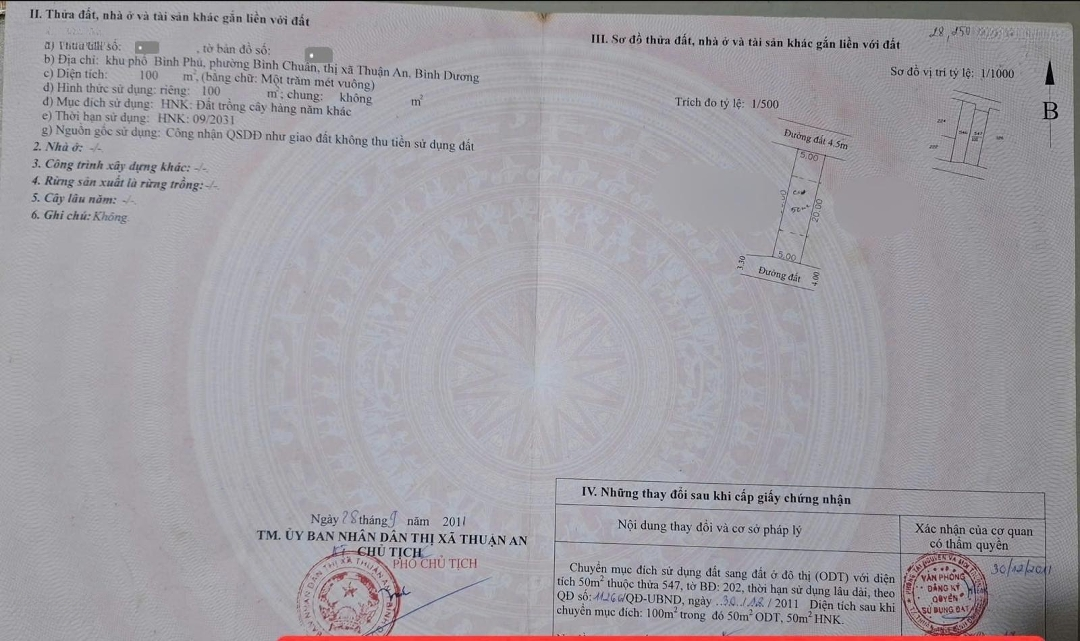 II. Thửa đất, nhà ở và tài sản khác gắn liền với đất
a) Thửa đất số: , tờ bản đồ số:
b) Địa chỉ: khu phố Bình Phú, phường Bình Chuẩn, thị xã Thuận An, Bình Dương
c) Diện tích: 100 m², (bằng chữ: Một trăm mét vuông)
d) Hình thức sử dụng: riêng: 100 m²; chung: không m²
đ) Mục đích sử dụng: HNK: Đất trồng cây hàng năm khác
e) Thời hạn sử dụng: HNK: 09/2031
g) Nguồn gốc sử dụng: Công nhận QSDĐ như giao đất không thu tiền sử dụng đất
2. Nhà ở: -/-
3. Công trình xây dựng khác: -/-
4. Rừng sản xuất là rừng trồng: -/-
5. Cây lâu năm: -/-
6. Ghi chú: Không
Ngày 28 tháng 9 năm 2011
TM. ỦY BAN NHÂN DÂN THỊ XÃ THUẬN AN
KT CHỦ TỊCH
PHÓ CHỦ TỊCH
III. Sơ đồ thửa đất, nhà ở và tài sản khác gắn liền với đất
Sơ đồ vị trí tỷ lệ: 1/1000
Trích đo tỷ lệ: 1/500
B
Đường đất 4.5m
5.00
50m²
20.00
5.00
3.30
Đường đất
4.00
IV. Những thay đổi sau khi cấp giấy chứng nhận
Nội dung thay đổi và cơ sở pháp lý
Xác nhận của cơ quan
có thẩm quyền
Chuyển mục đích sử dụng đất sang đất ở đô thị (ODT) với diện
tích 50m² thuộc thửa 547, tờ BĐ: 202, thời hạn sử dụng lâu dài, theo
QĐ số: 11266/QĐ-UBND, ngày 30/12/2011 Diện tích sau khi
chuyển mục đích: 100m² trong đó 50m² ODT, 50m² HNK.
30/12/2011
VĂN PHÒNG
ĐĂNG KÝ
QUYỀN
SỬ DỤNG ĐẤT